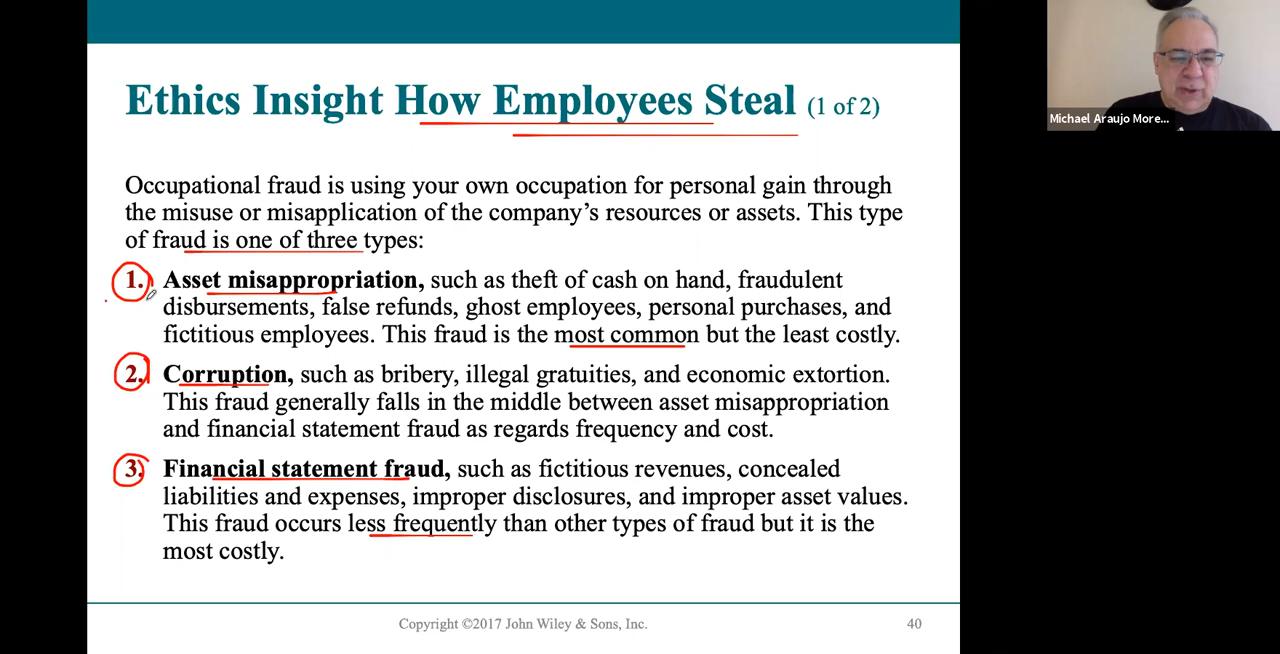 Ethics Insight How Employees Steal (1 of 2)
Michael Araujo More...
Occupational fraud is using your own occupation for personal gain through
the misuse or misapplication of the company’s resources or assets. This type
of fraud is one of three types:
1. Asset misappropriation, such as theft of cash on hand, fraudulent
disbursements, false refunds, ghost employees, personal purchases, and
fictitious employees. This fraud is the most common but the least costly.
2. Corruption, such as bribery, illegal gratuities, and economic extortion.
This fraud generally falls in the middle between asset misappropriation
and financial statement fraud as regards frequency and cost.
3. Financial statement fraud, such as fictitious revenues, concealed
liabilities and expenses, improper disclosures, and improper asset values.
This fraud occurs less frequently than other types of fraud but it is the
most costly.
Copyright ©2017 John Wiley & Sons, Inc.
40